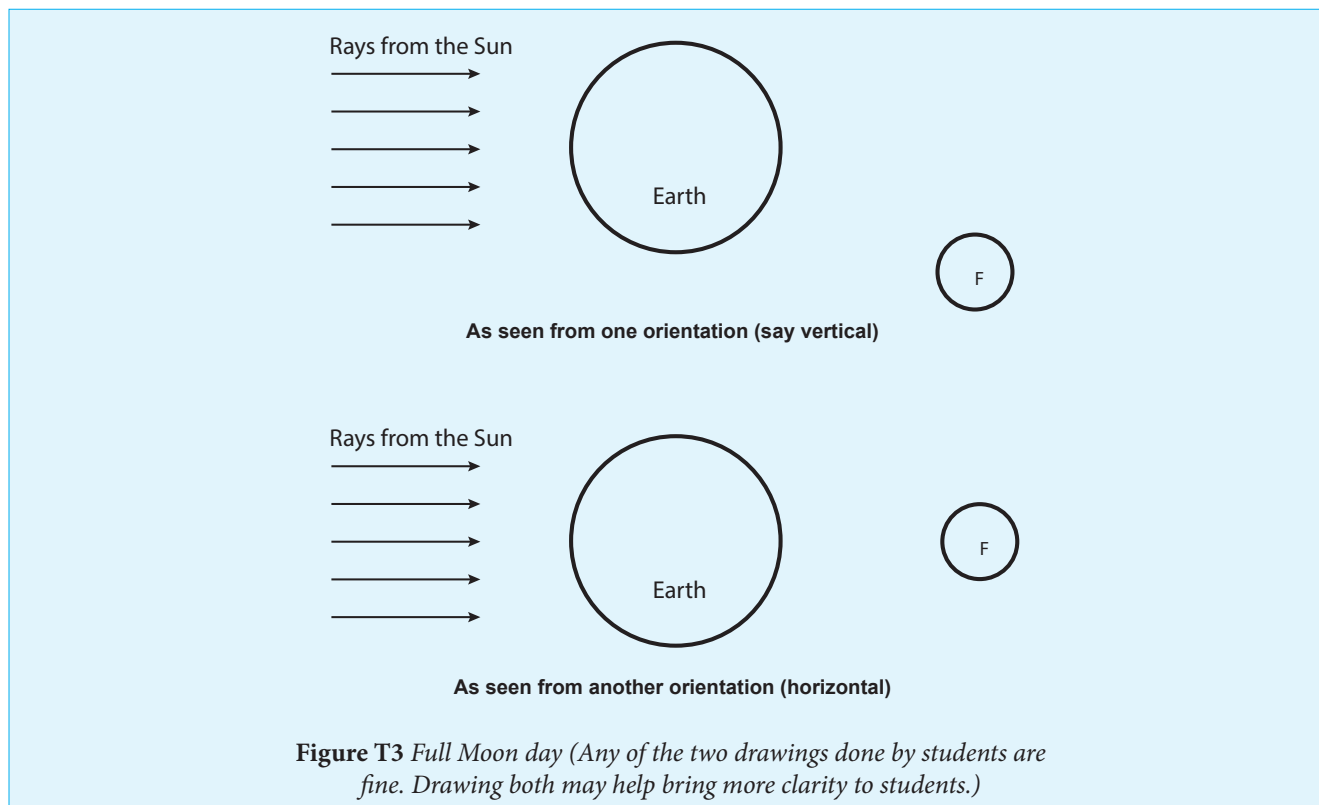 Rays from the Sun
Earth
F
As seen from one orientation (say vertical)
Rays from the Sun
Earth
F
As seen from another orientation (horizontal)
Figure T3 Full Moon day (Any of the two drawings done by students are
fine. Drawing both may help bring more clarity to students.)